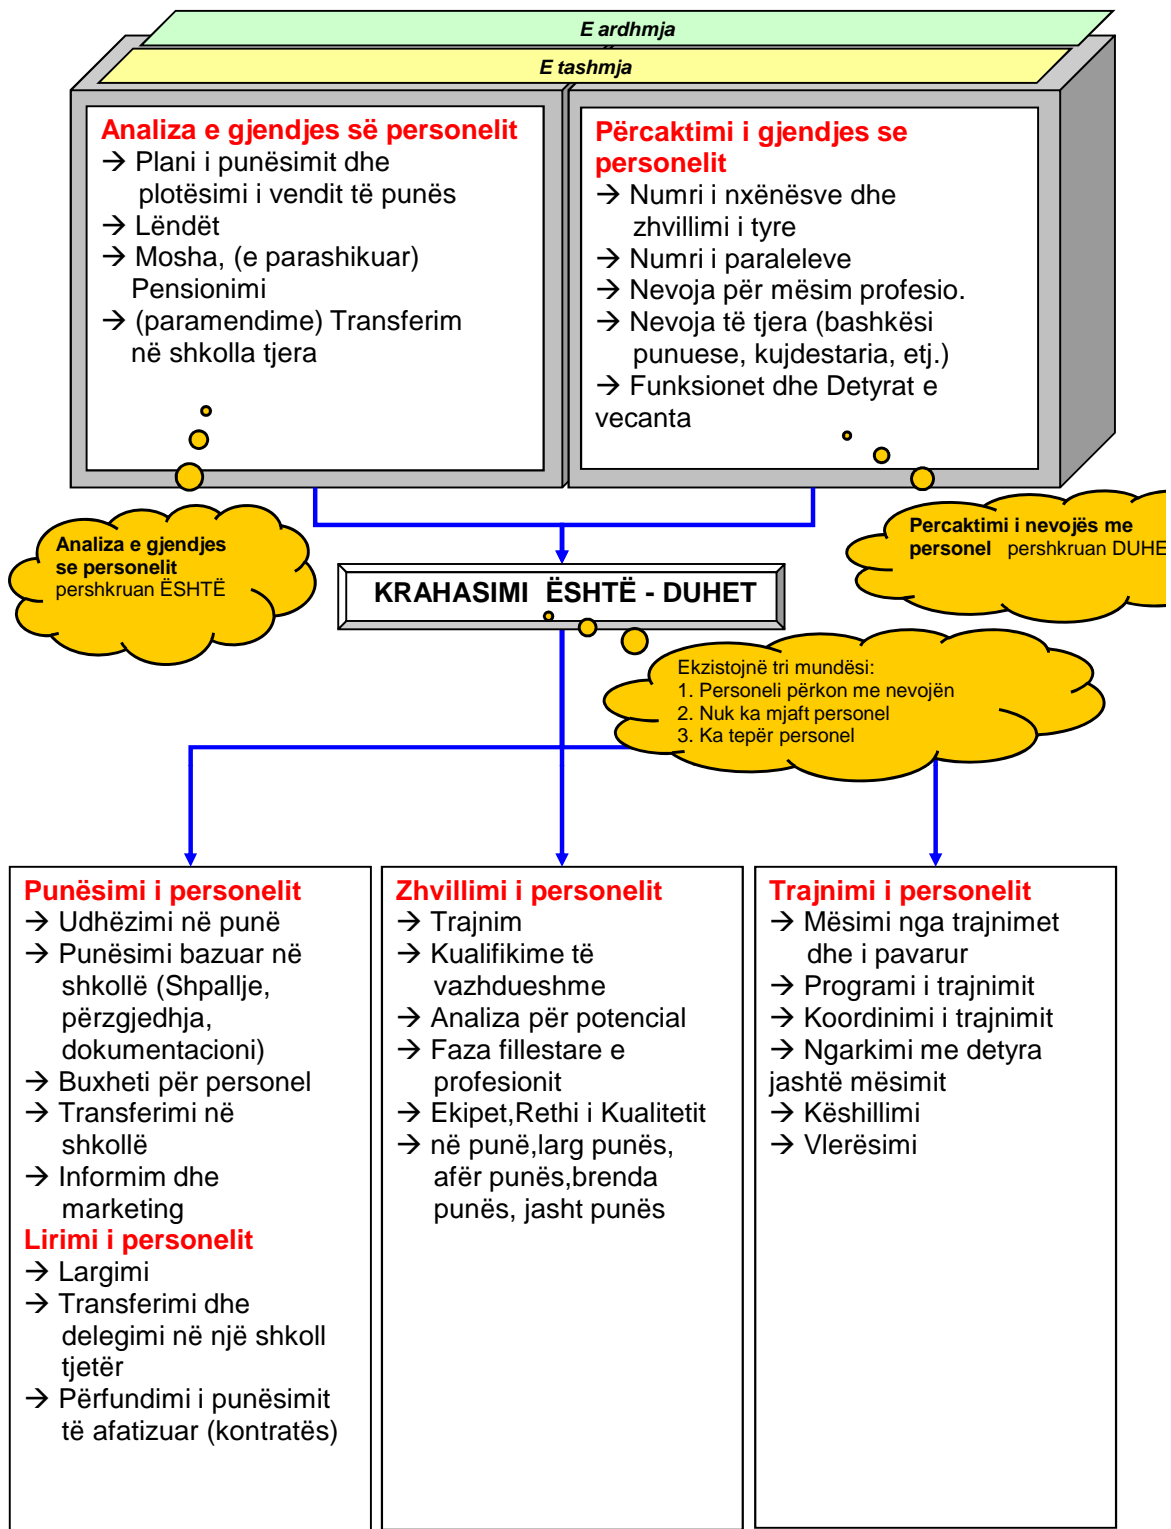 E ardhmja
E tashmja
Analiza e gjendjes së personelit
→ Plani i punësimit dhe
plotësimi i vendit të punës
→ Lëndët
→ Mosha, (e parashikuar)
Pensionimi
→ (paramendime) Transferim
në shkolla tjera
Përcaktimi i gjendjes se
personelit
→ Numri i nxënësve dhe
zhvillimi i tyre
→ Numri i paraleleve
→ Nevoja për mësim profesio.
→ Nevoja të tjera (bashkësi
punuese, kujdestaria, etj.)
→ Funksionet dhe Detyrat e
vecanta
Analiza e gjendjes
se personelit
pershkruan ËSHTË
Percaktimi i nevojës me
personel pershkruan DUHE
KRAHASIMI ËSHTË - DUHET
Ekzistojnë tri mundësi:
1. Personeli përkon me nevojën
2. Nuk ka mjaft personel
3. Ka tepër personel
Punësimi i personelit
→ Udhëzimi në punë
→ Punësimi bazuar në
shkollë (Shpallje,
përzgjedhja,
dokumentacioni)
→ Buxheti për personel
→ Transferimi në
shkollë
→ Informim dhe
marketing
Lirimi i personelit
→ Largimi
→ Transferimi dhe
delegimi në një shkoll
tjetër
→ Përfundimi i punësimit
të afatizuar (kontratës)
Zhvillimi i personelit
→ Trajnim
→ Kualifikime të
vazhdueshme
→ Analiza për potencial
→ Faza fillestare e
profesionit
→ Ekipet,Rethi i Kualitetit
→ në punë,larg punës,
afër punës,brenda
punës, jasht punës
Trajnimi i personelit
→ Mësimi nga trajnimet
dhe i pavarur
→ Programi i trajnimit
→ Koordinimi i trajnimit
→ Ngarkimi me detyra
jashtë mësimit
→ Këshillimi
→ Vlerësimi